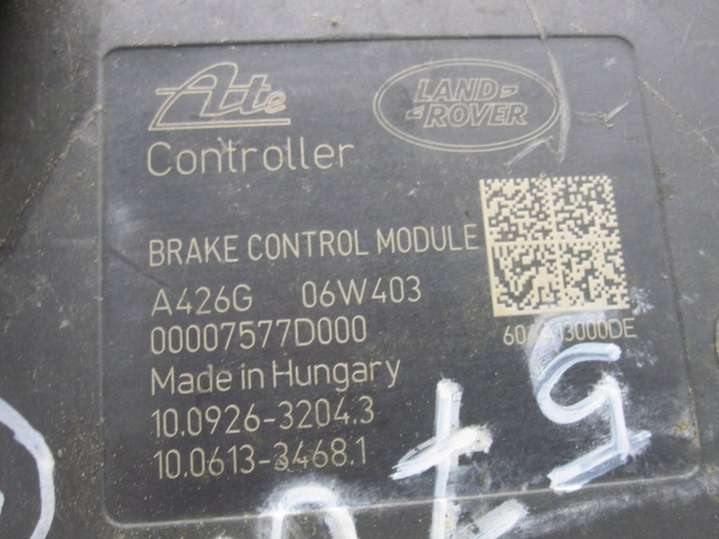 Ate
LAND-
-ROVER
Controller
BRAKE CONTROL MODULE
A426G 06W403
00007577D000
Made in Hungary
10.0926-3204.3
10.0613-3468.1